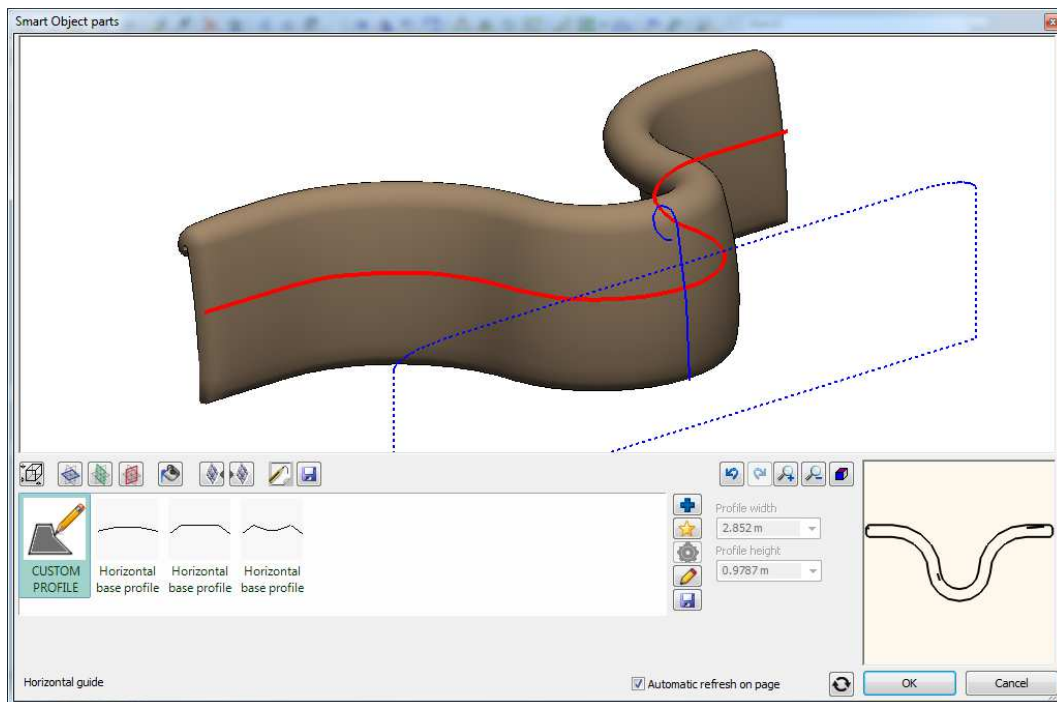 Smart Object parts
CUSTOM
PROFILE
Horizontal
base profile
Horizontal
base profile
Horizontal
base profile
Profile width
2.852 m
Profile height
0.9787 m
Horizontal guide
Automatic refresh on page
OK
Cancel